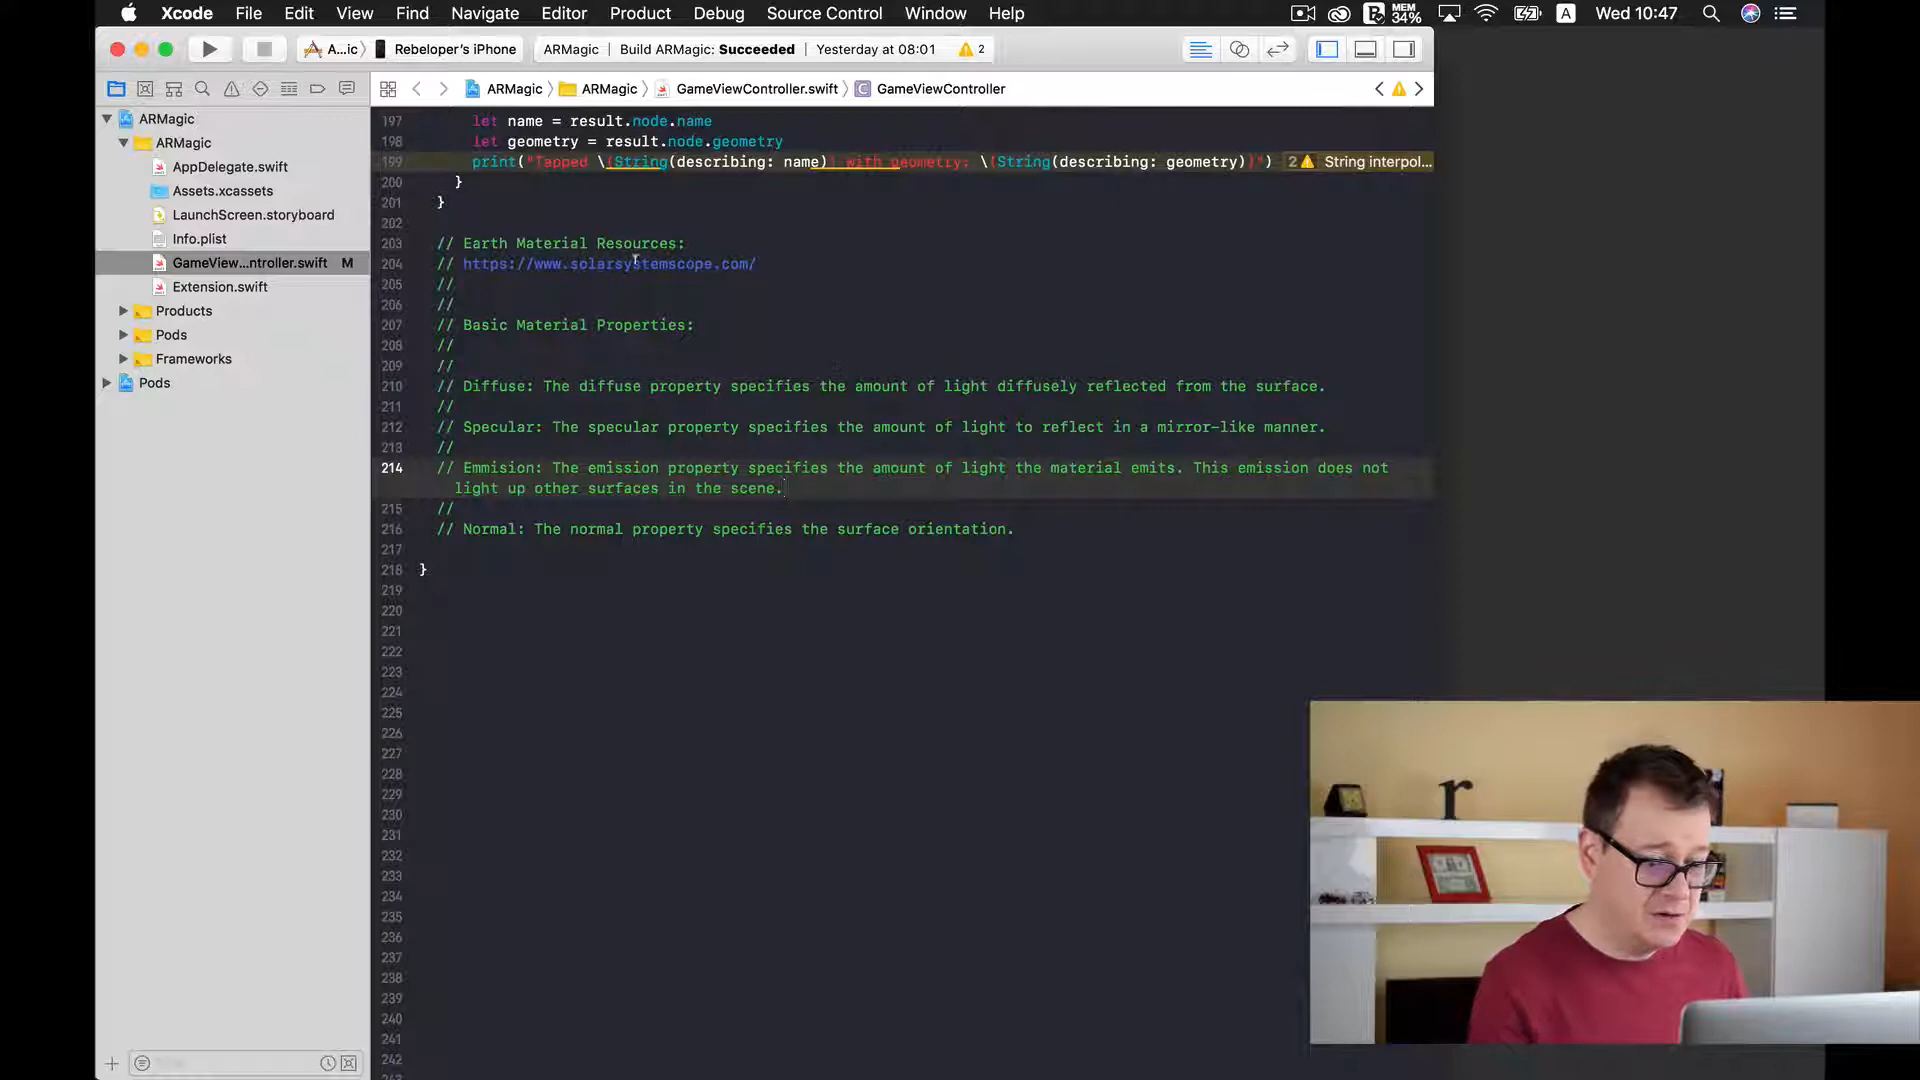 Xcode File Edit View Find Navigate Editor Product Debug Source Control Window Help MEM 34% A Wed 10:47
A...ic Rebeloper's iPhone ARMagic Build ARMagic: Succeeded Yesterday at 08:01 2
ARMagic ARMagic GameViewController.swift C GameViewController
ARMagic
ARMagic
AppDelegate.swift
Assets.xcassets
LaunchScreen.storyboard
Info.plist
GameView...ntroller.swift M
Extension.swift
Products
Pods
Frameworks
Pods
197 let name = result.node.name
198 let geometry = result.node.geometry
199 print("Tapped \(String(describing: name)) with geometry: \(String(describing: geometry))") 2 String interpol...
200 }
201 }
202
203 // Earth Material Resources:
204 // https://www.solarsystemscope.com/
205 //
206 //
207 // Basic Material Properties:
208 //
209 //
210 // Diffuse: The diffuse property specifies the amount of light diffusely reflected from the surface.
211 //
212 // Specular: The specular property specifies the amount of light to reflect in a mirror-like manner.
213 //
214 // Emmision: The emission property specifies the amount of light the material emits. This emission does not
light up other surfaces in the scene.
215 //
216 // Normal: The normal property specifies the surface orientation.
217
218 }
219
220
221
222
223
224
225
226
227
228
229
230
231
232
233
234
235
236
237
238
239
240
241
242
r